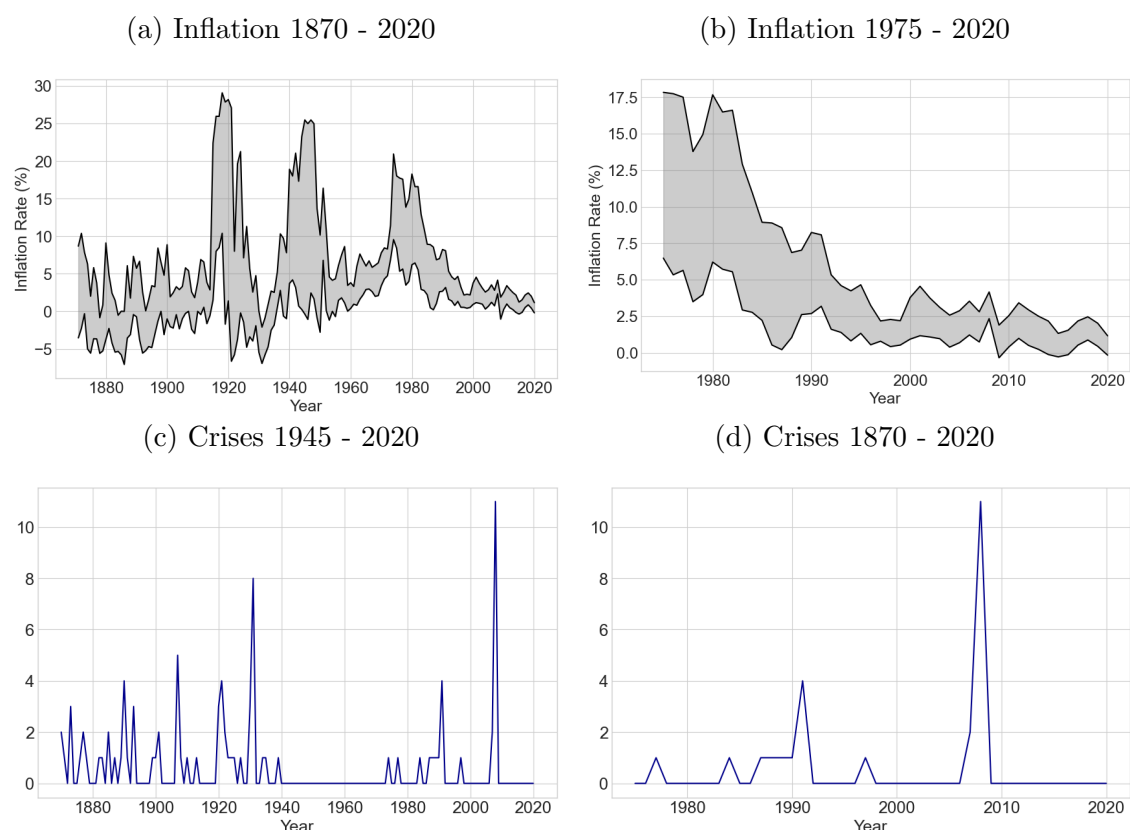 (a) Inflation 1870 - 2020
30
25
20
15
10
5
0
−5
Inflation Rate (%)
1880 1900 1920 1940 1960 1980 2000 2020
Year
(b) Inflation 1975 - 2020
17.5
15.0
12.5
10.0
7.5
5.0
2.5
0.0
Inflation Rate (%)
1980 1990 2000 2010 2020
Year
(c) Crises 1945 - 2020
10
8
6
4
2
0
1880 1900 1920 1940 1960 1980 2000 2020
Year
(d) Crises 1870 - 2020
10
8
6
4
2
0
1980 1990 2000 2010 2020
Year